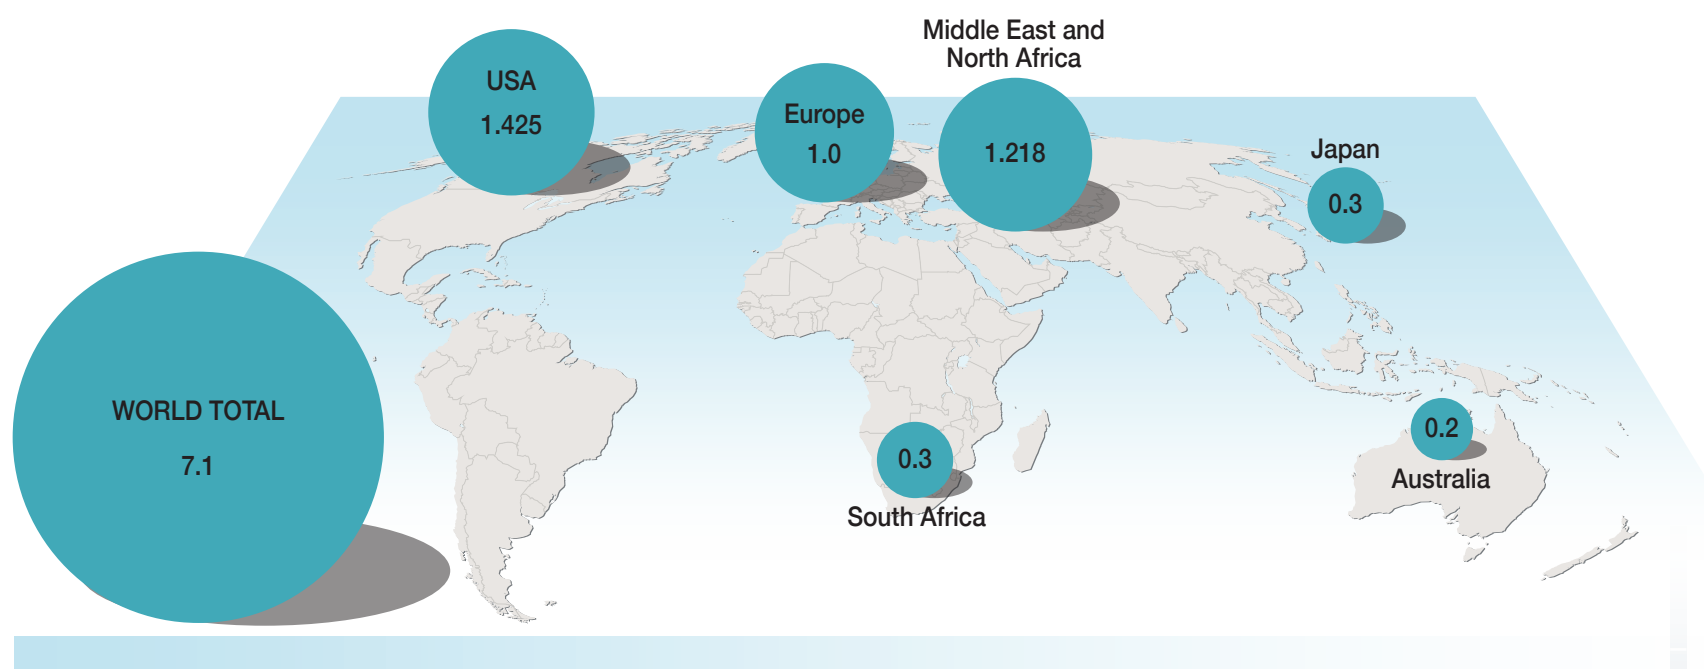 Middle East and
North Africa
USA
1.425
Europe
1.0
1.218
Japan
0.3
WORLD TOTAL
7.1
0.3
South Africa
0.2
Australia